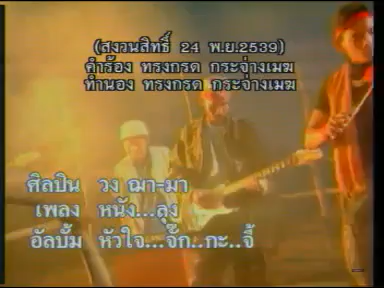 (สงวนสิทธิ์ 24 พ.ย.2539)
คำร้อง ทรงกรด กระจ่างเมฆ
ทำนอง ทรงกรด กระจ่างเมฆ
ศิลปิน วง ฌา-มา
เพลง หนัง...ลุง
อัลบั้ม หัวใจ...จั๊ก..กะ..จี้